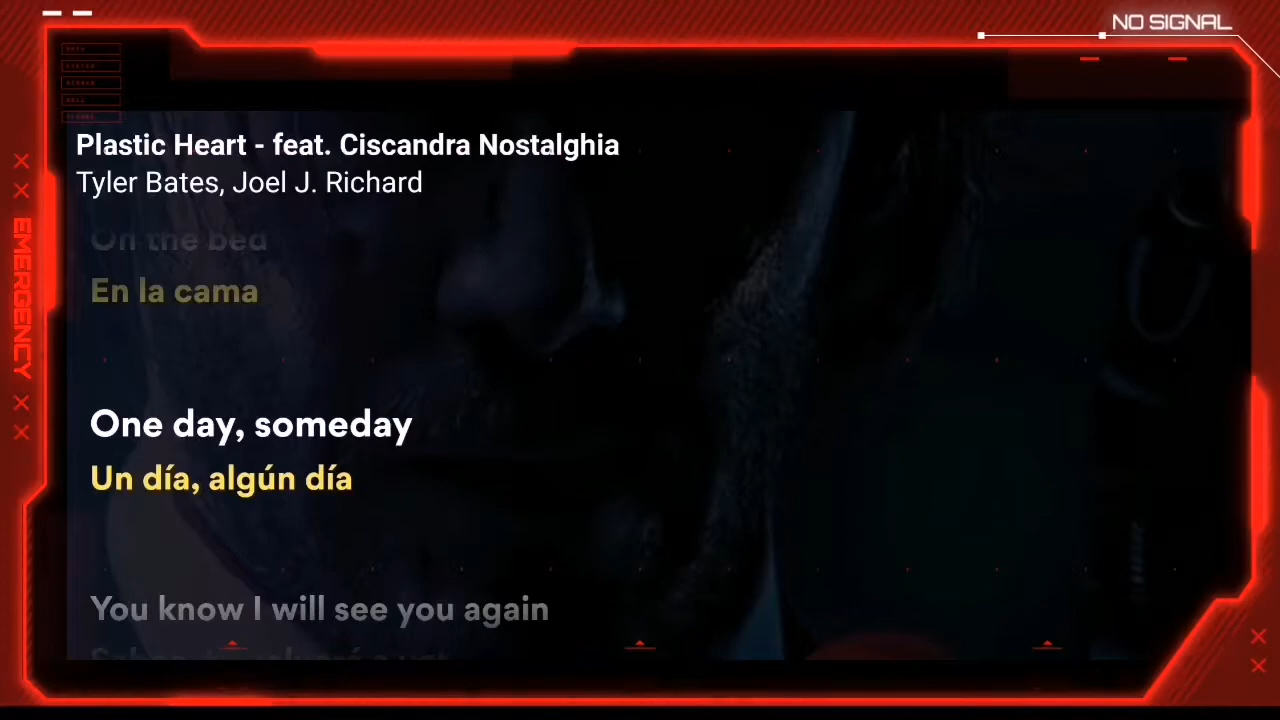 NO SIGNAL
Plastic Heart - feat. Ciscandra Nostalghia
Tyler Bates, Joel J. Richard
On the bed
En la cama
EMERGENCY
One day, someday
Un día, algún día
You know I will see you again